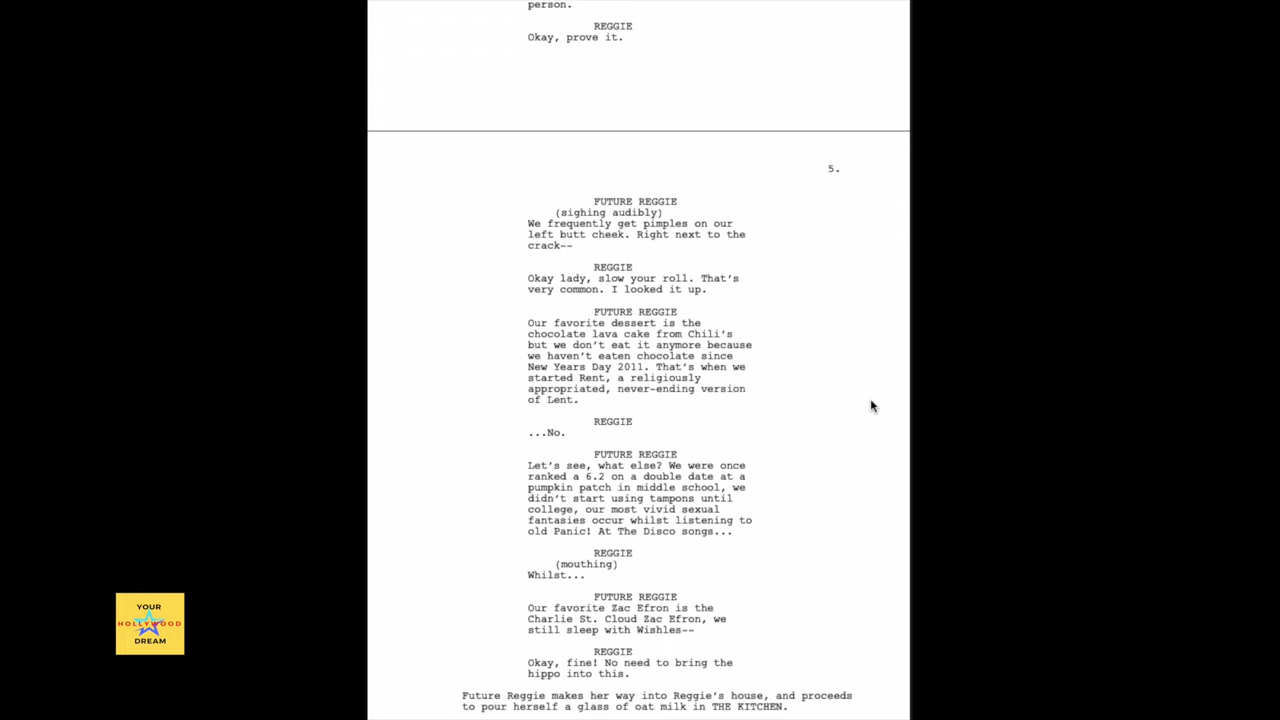 person.
REGGIE
Okay, prove it.
5.
FUTURE REGGIE
(sighing audibly)
We frequently get pimples on our
left butt cheek. Right next to the
crack--
REGGIE
Okay lady, slow your roll. That's
very common. I looked it up.
FUTURE REGGIE
Our favorite dessert is the
chocolate lava cake from Chili's
but we don't eat it anymore because
we haven't eaten chocolate since
New Years Day 2011. That's when we
started Rent, a religiously
appropriated, never-ending version
of Lent.
REGGIE
...No.
FUTURE REGGIE
Let's see, what else? We were once
ranked a 6.2 on a double date at a
pumpkin patch in middle school, we
didn't start using tampons until
college, our most vivid sexual
fantasies occur whilst listening to
old Panic! At The Disco songs...
REGGIE
(mouthing)
Whilst...
FUTURE REGGIE
Our favorite Zac Efron is the
Charlie St. Cloud Zac Efron, we
still sleep with Wishles--
REGGIE
Okay, fine! No need to bring the
hippo into this.
Future Reggie makes her way into Reggie's house, and proceeds
to pour herself a glass of oat milk in THE KITCHEN.
YOUR
HOLLYWOOD
DREAM